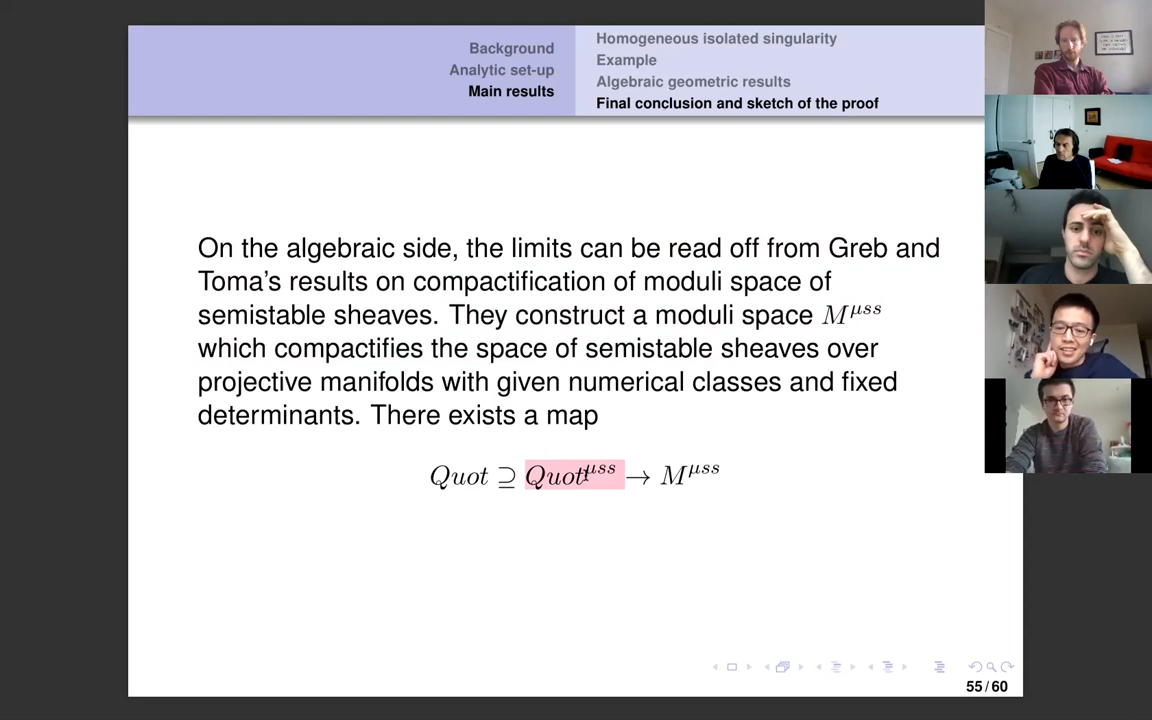 Background
Analytic set-up
Main results
Homogeneous isolated singularity
Example
Algebraic geometric results
Final conclusion and sketch of the proof
On the algebraic side, the limits can be read off from Greb and
Toma's results on compactification of moduli space of
semistable sheaves. They construct a moduli space M^{μss}
which compactifies the space of semistable sheaves over
projective manifolds with given numerical classes and fixed
determinants. There exists a map
Quot ⊇ Quot^{μss} → M^{μss}
55/60